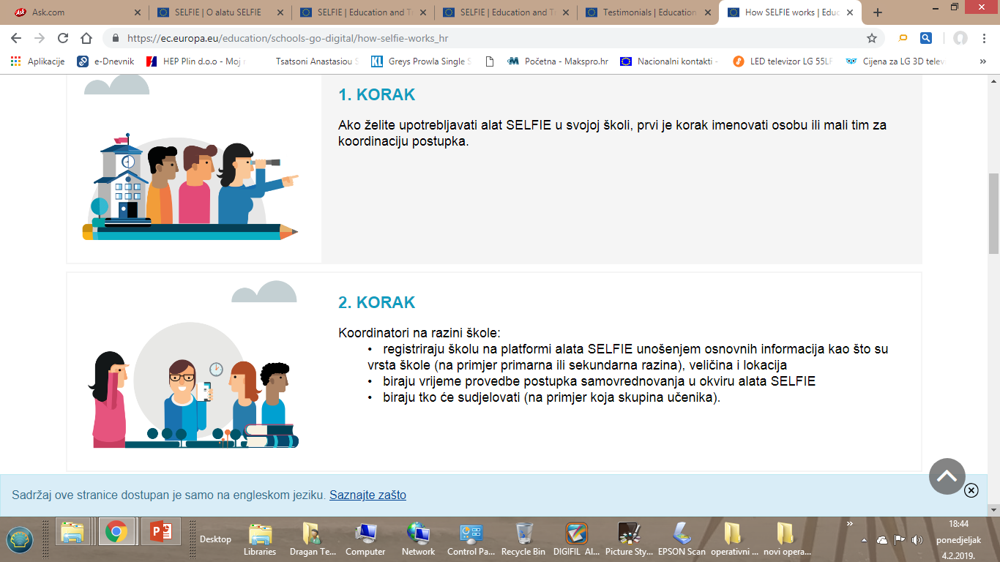 Ask.com
SELFIE | O alatu SELFIE
SELFIE | Education and Tr
SELFIE | Education and Tr
Testimonials | Education
How SELFIE works | Educ
https://ec.europa.eu/education/schools-go-digital/how-selfie-works_hr
Aplikacije
e-Dnevnik
HEP Plin d.o.o - Moj r
Tsatsoni Anastasiou S
KL
Greys Prowla Single S
Početna - Makspro.hr
Nacionalni kontakti -
LED televizor LG 55LF
Cijena za LG 3D telev
»
1. KORAK
Ako želite upotrebljavati alat SELFIE u svojoj školi, prvi je korak imenovati osobu ili mali tim za
koordinaciju postupka.
2. KORAK
Koordinatori na razini škole:
• registriraju školu na platformi alata SELFIE unošenjem osnovnih informacija kao što su
vrsta škole (na primjer primarna ili sekundarna razina), veličina i lokacija
• biraju vrijeme provedbe postupka samovrednovanja u okviru alata SELFIE
• biraju tko će sudjelovati (na primjer koja skupina učenika).
Sadržaj ove stranice dostupan je samo na engleskom jeziku. Saznajte zašto
Desktop
Libraries
Dragan Te...
Computer
Network
Control Pa...
Recycle Bin
DIGIFIL Al...
Picture Sty...
EPSON Scan
operativni ...
novi opera...
»
18:44
ponedjeljak
4.2.2019.